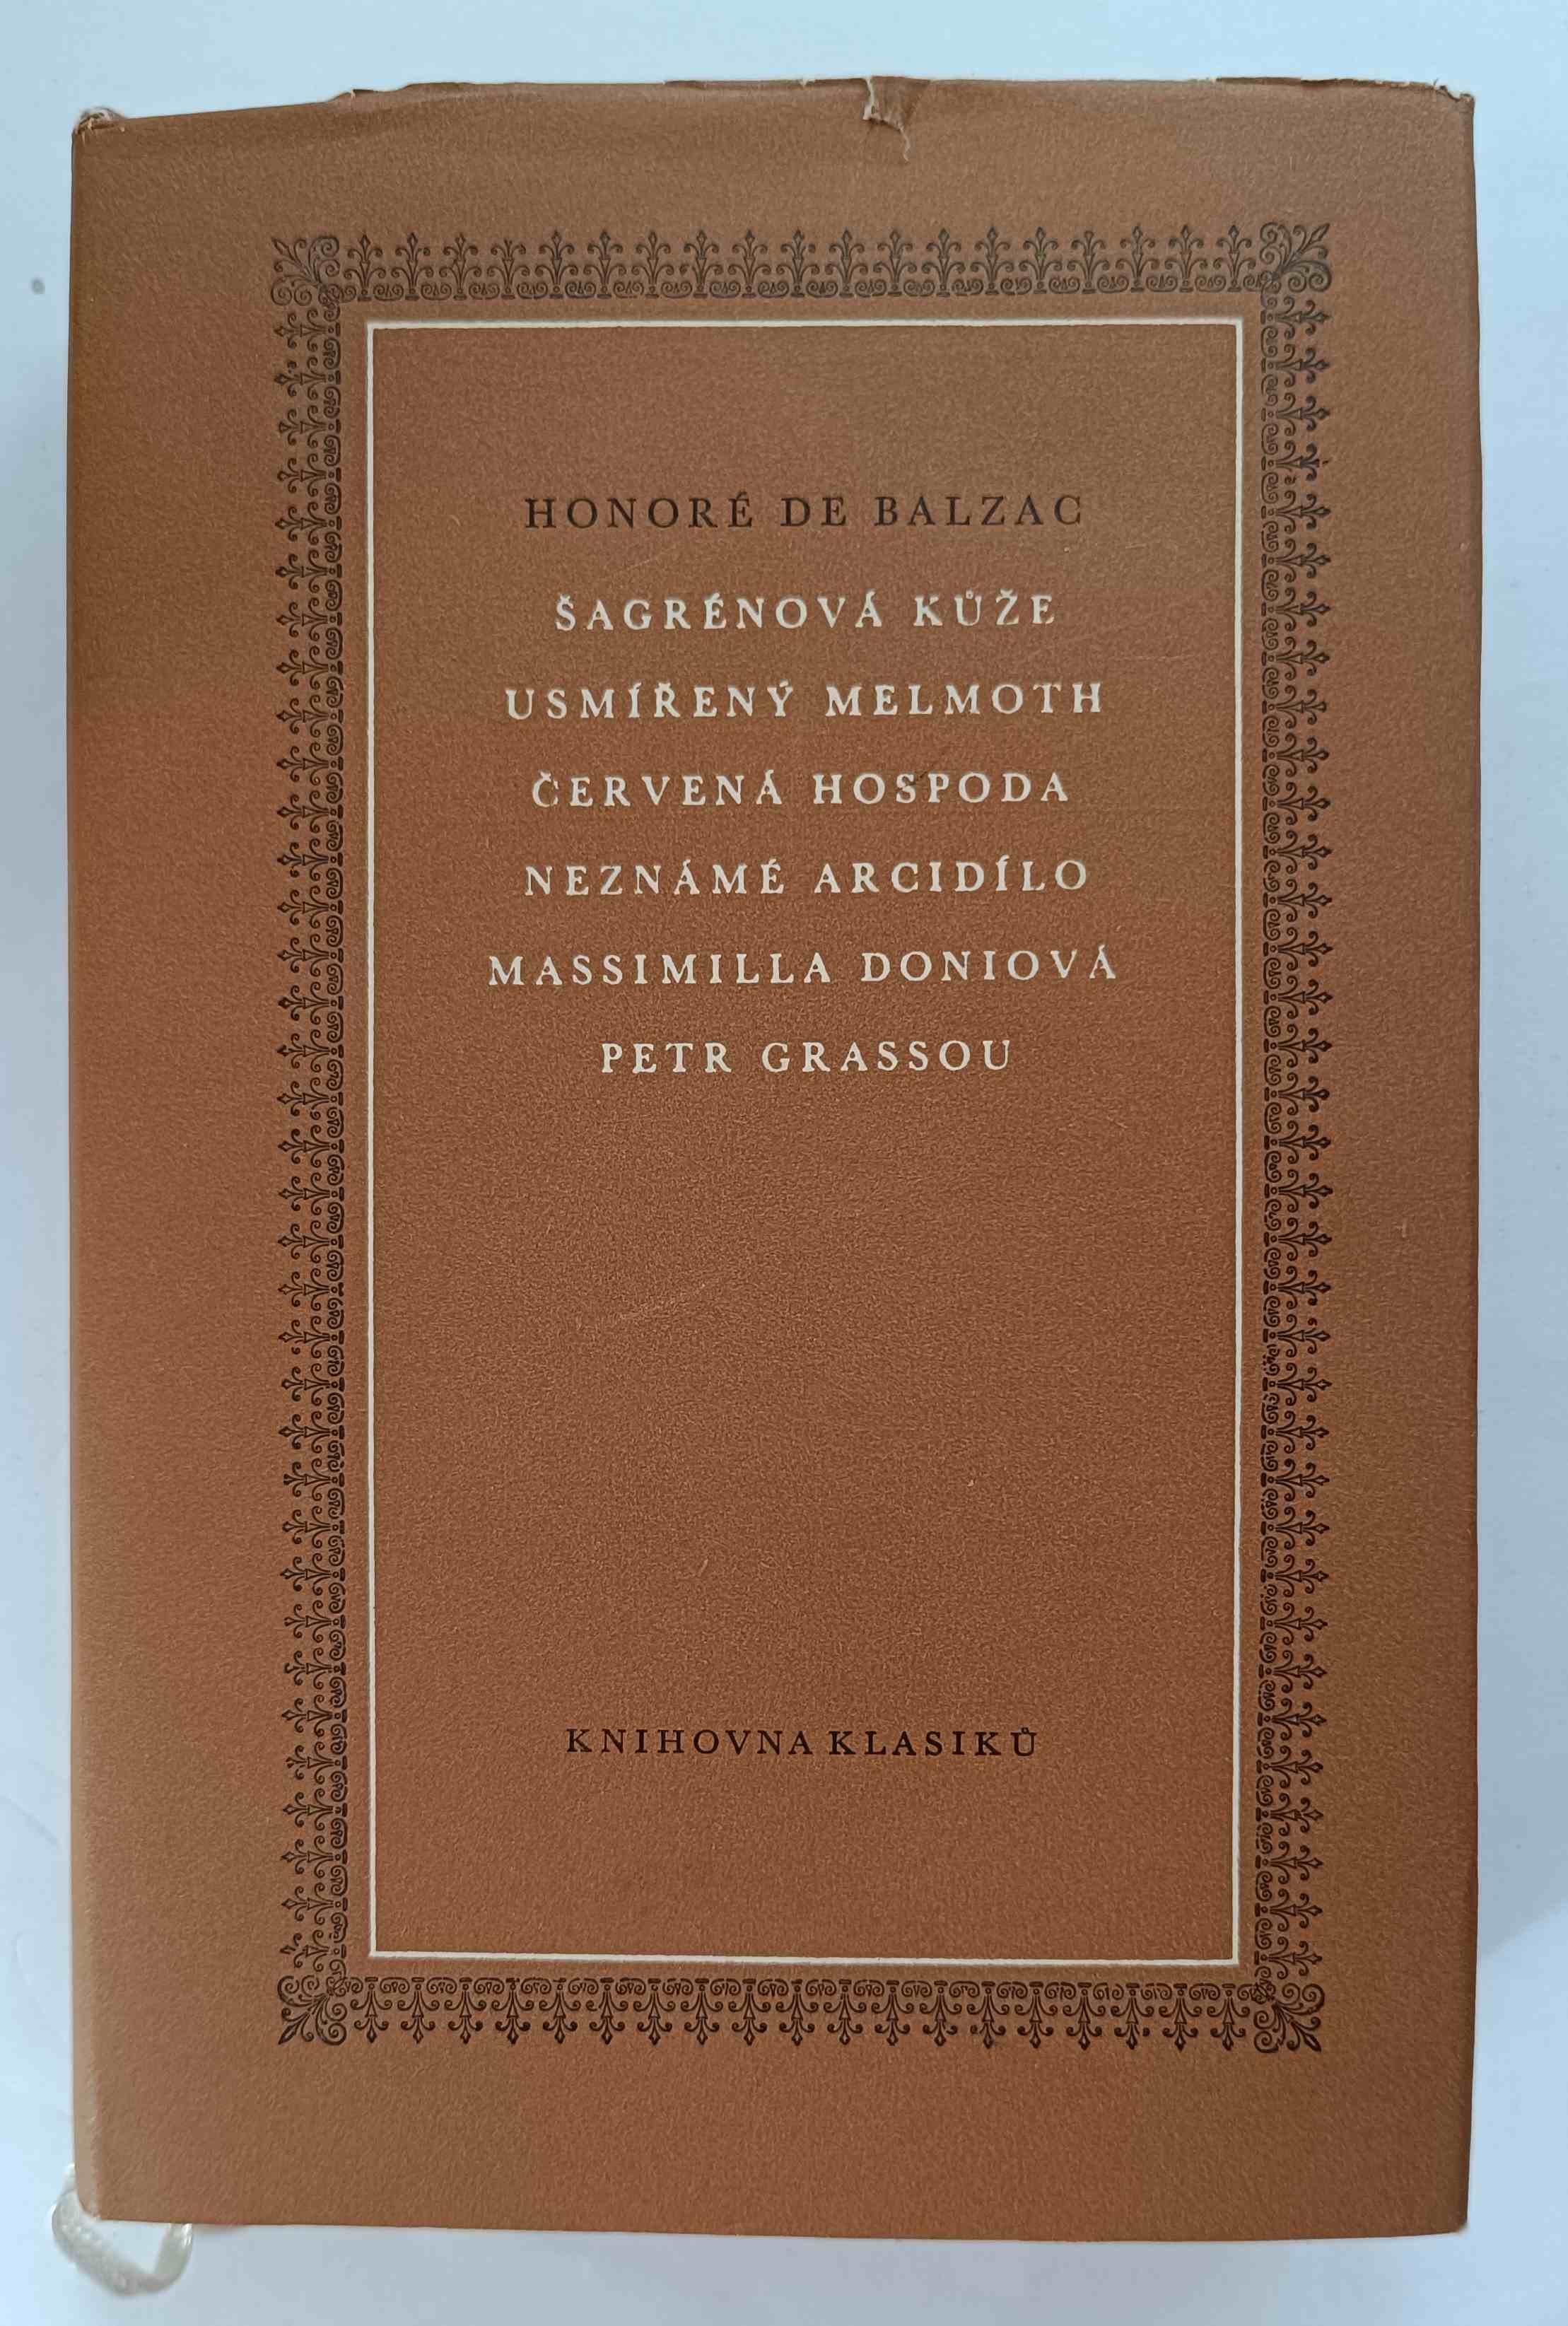 HONORÉ DE BALZAC
ŠAGRÉNOVÁ KŮŽE
USMÍŘENÝ MELMOTH
ČERVENÁ HOSPODA
NEZNÁMÉ ARCIDÍLO
MASSIMILLA DONIOVÁ
PETR GRASSOU
KNIHOVNA KLASIKŮ